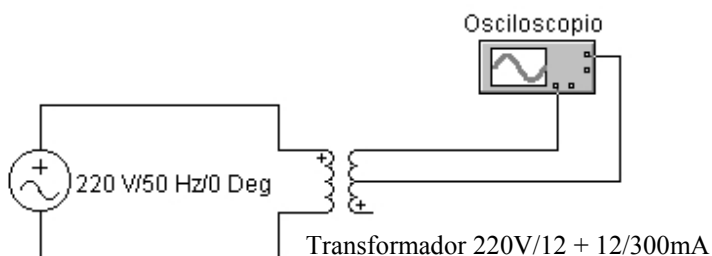 Osciloscopio
220 V/50 Hz/0 Deg
Transformador 220V/12 + 12/300mA